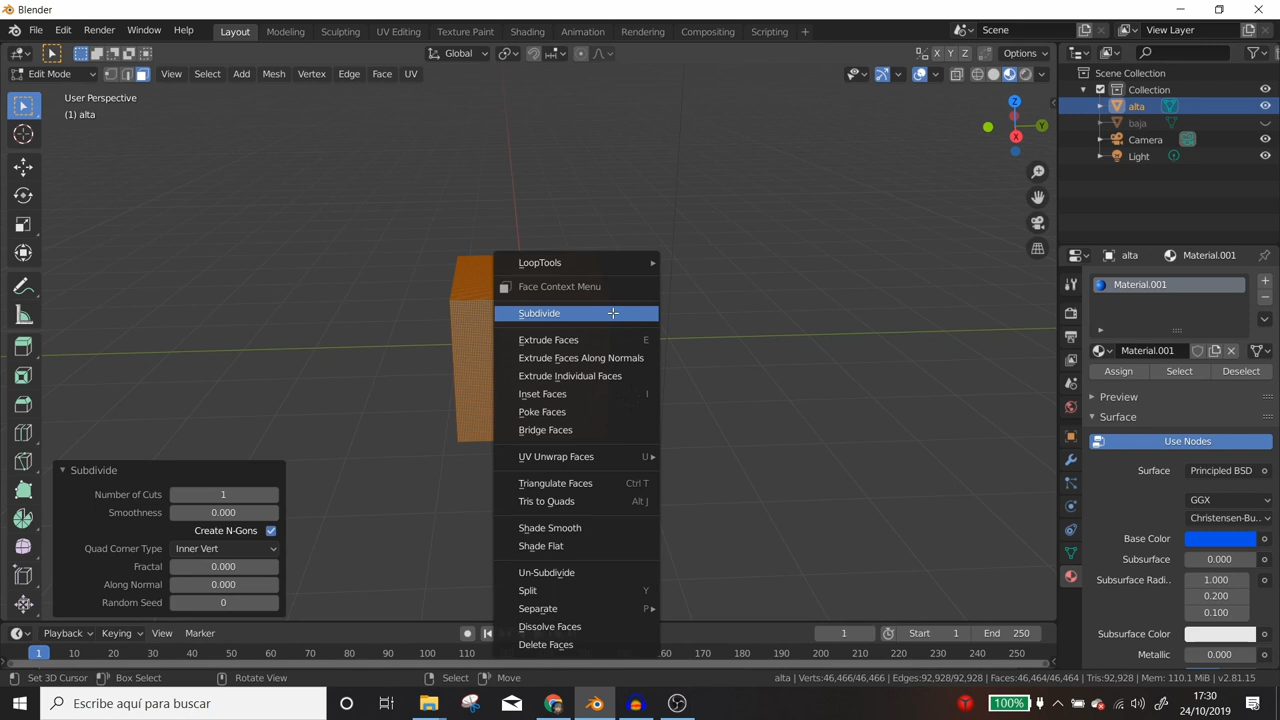 Blender
File Edit Render Window Help Layout Modeling Sculpting UV Editing Texture Paint Shading Animation Rendering Compositing Scripting + Scene View Layer
Global X Y Z Options
Edit Mode View Select Add Mesh Vertex Edge Face UV
User Perspective
(1) alta
Z
Y
X
Scene Collection
Collection
alta
baja
Camera
Light
alta Material.001
Material.001
Material.001
Assign Select Deselect
Preview
Surface
Use Nodes
Surface Principled BSD
GGX
Christensen-Bu..
Base Color
Subsurface 0.000
Subsurface Radi.. 1.000
0.200
0.100
Subsurface Color
Metallic 0.000
LoopTools
Face Context Menu
Subdivide
Extrude Faces E
Extrude Faces Along Normals
Extrude Individual Faces
Inset Faces I
Poke Faces
Bridge Faces
UV Unwrap Faces U
Triangulate Faces Ctrl T
Tris to Quads Alt J
Shade Smooth
Shade Flat
Un-Subdivide
Split Y
Separate P
Dissolve Faces
Delete Faces
Subdivide
Number of Cuts 1
Smoothness 0.000
Create N-Gons
Quad Corner Type Inner Vert
Fractal 0.000
Along Normal 0.000
Random Seed 0
Playback Keying View Marker 1 Start 1 End 250
1 10 20 30 40 50 60 70 80 90 100 110 160 170 180 190 200 210 220 230 240 250
Set 3D Cursor Box Select Rotate View Select Move alta | Verts:46,466/46,466 | Edges:92,928/92,928 | Faces:46,464/46,464 | Tris:92,928 | Mem: 110.1 MiB | v2.81.15
Escribe aquí para buscar 100% 17:30
24/10/2019